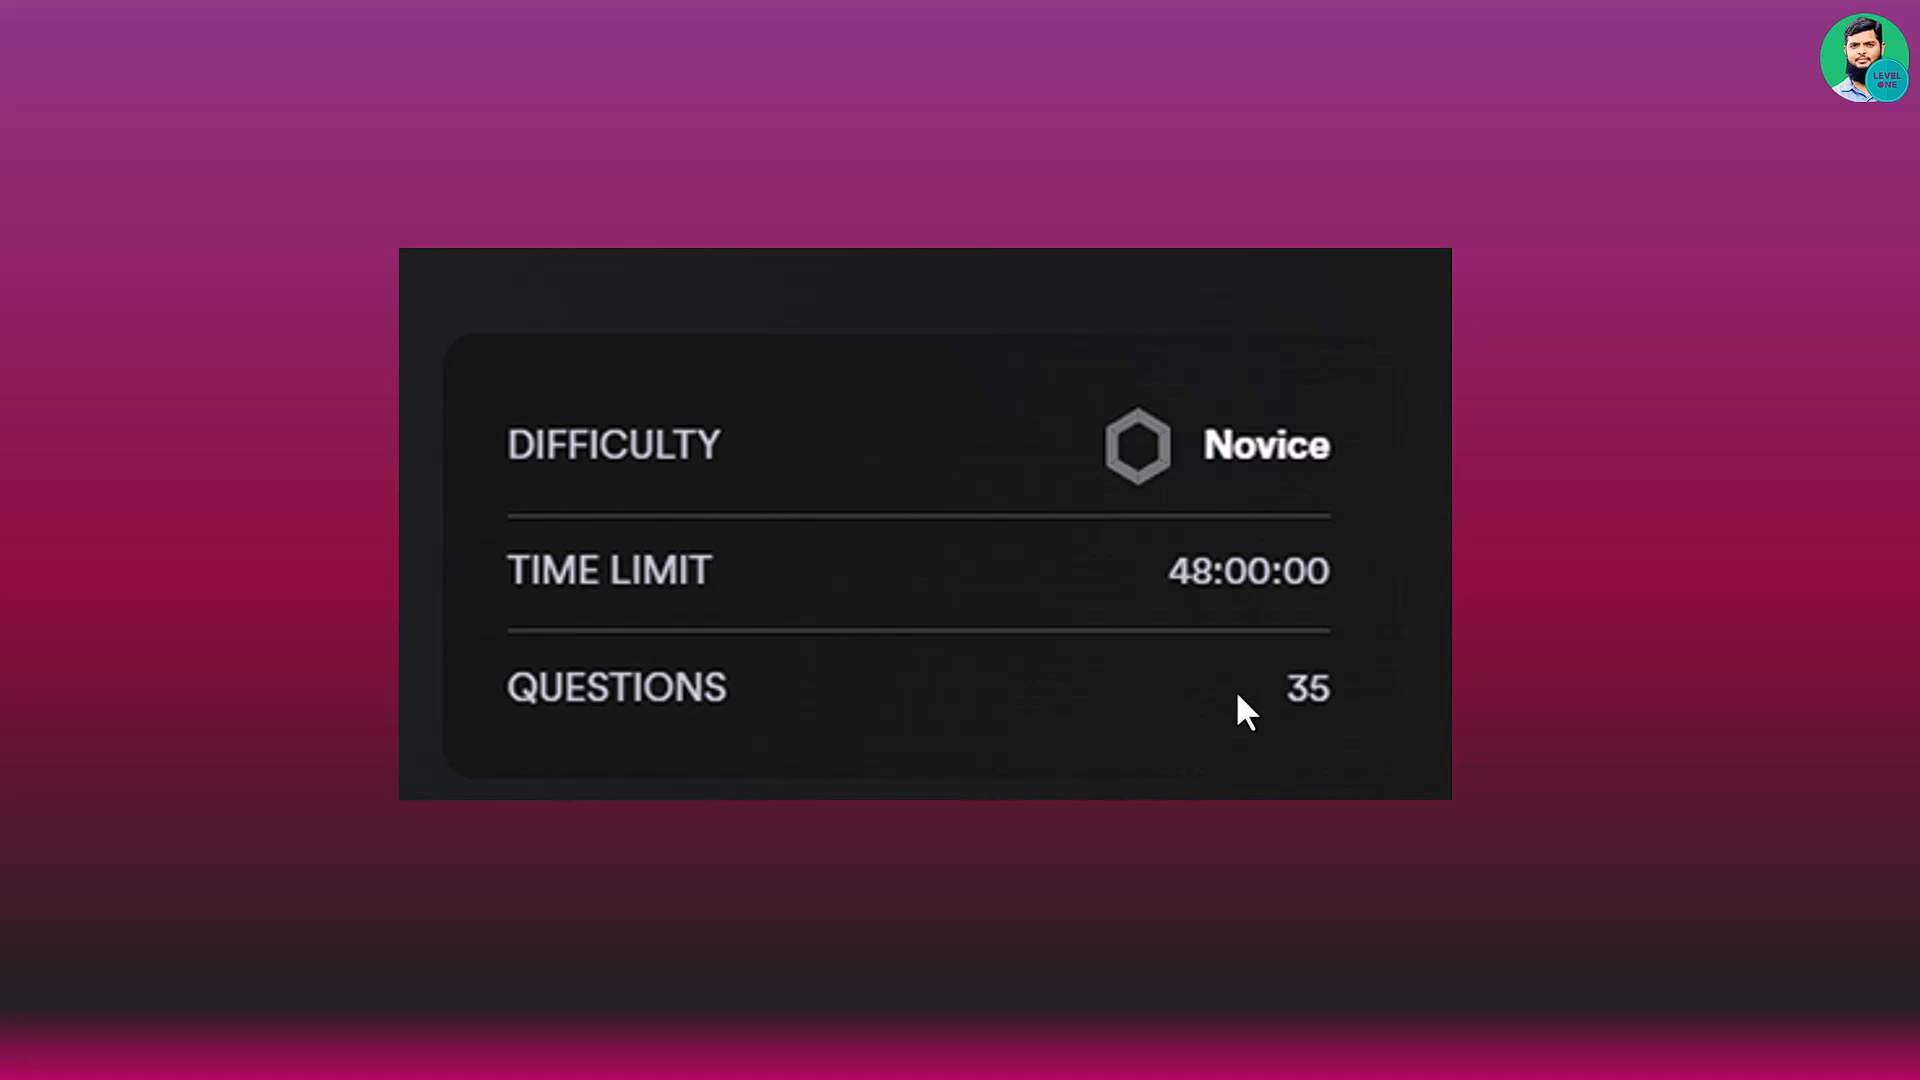 LEVEL
ONE
DIFFICULTY Novice
TIME LIMIT 48:00:00
QUESTIONS 35